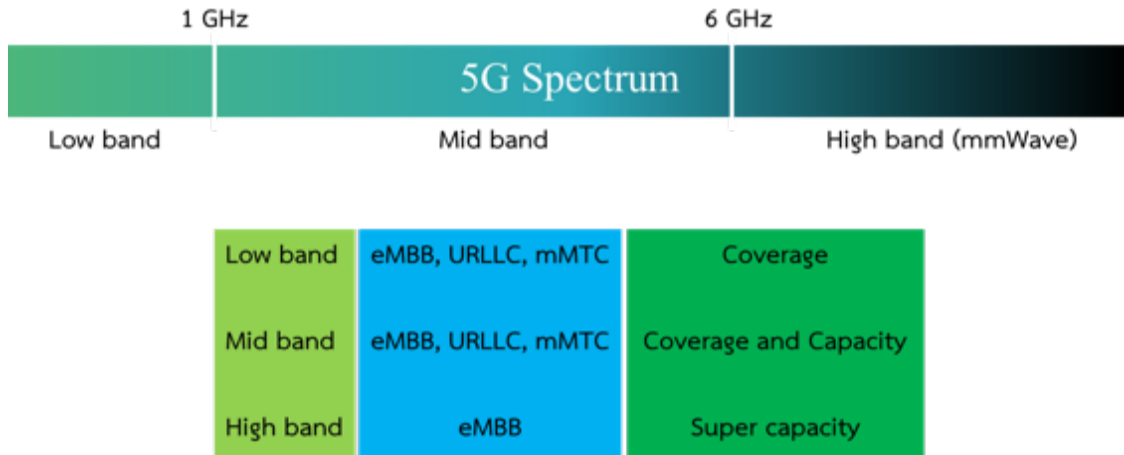 1 GHz 6 GHz
5G Spectrum
Low band Mid band High band (mmWave)
Low band eMBB, URLLC, mMTC Coverage
Mid band eMBB, URLLC, mMTC Coverage and Capacity
High band eMBB Super capacity